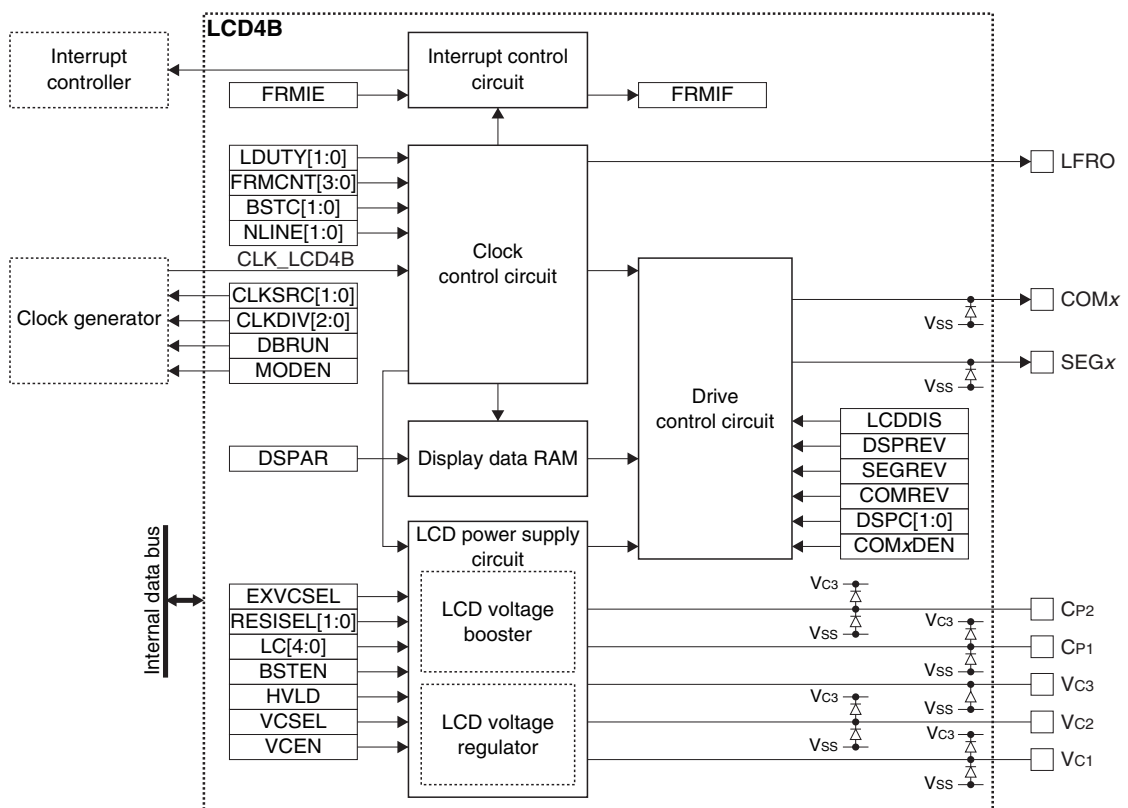 LCD4B
Interrupt
controller
Interrupt control
circuit
FRMIE
FRMIF
LDUTY[1:0]
FRMCNT[3:0]
BSTC[1:0]
NLINE[1:0]
CLK_LCD4B
Clock
control circuit
LFRO
Clock generator
CLKSRC[1:0]
CLKDIV[2:0]
DBRUN
MODEN
COMx
VSS
SEGx
VSS
Drive
control circuit
DSPAR
Display data RAM
LCDDIS
DSPREV
SEGREV
COMREV
DSPC[1:0]
COMxDEN
Internal data bus
LCD power supply
circuit
EXVCSEL
RESISEL[1:0]
LC[4:0]
BSTEN
HVLD
VCSEL
VCEN
LCD voltage
booster
LCD voltage
regulator
VC3
VSS
CP2
VC3
VSS
CP1
VC3
VSS
VC3
VSS
VC2
VC3
VSS
VC1